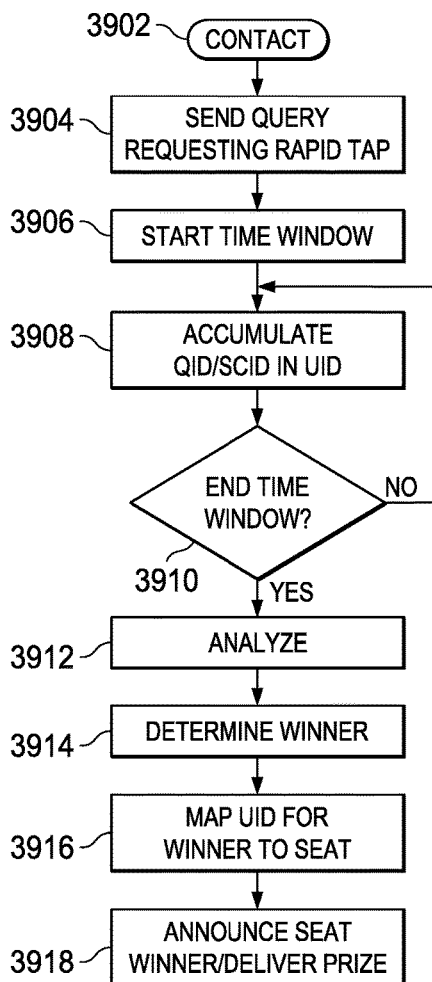 3902
CONTACT
3904
SEND QUERY
REQUESTING RAPID TAP
3906
START TIME WINDOW
3908
ACCUMULATE
QID/SCID IN UID
END TIME
WINDOW?
NO
3910
YES
3912
ANALYZE
3914
DETERMINE WINNER
3916
MAP UID FOR
WINNER TO SEAT
3918
ANNOUNCE SEAT
WINNER/DELIVER PRIZE